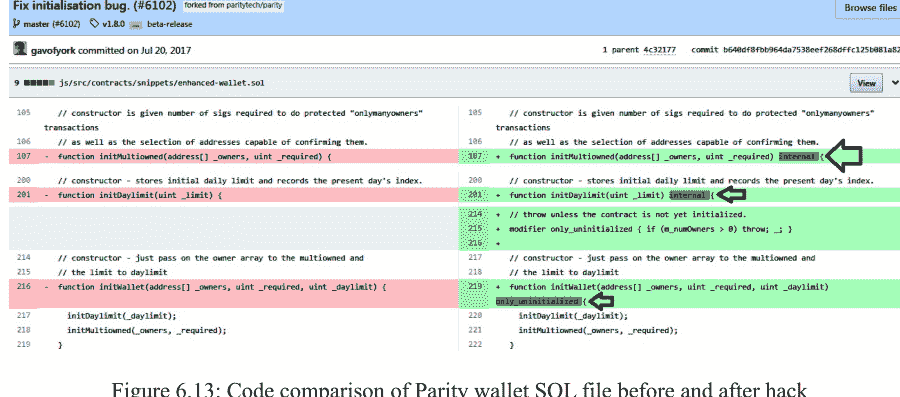 Fix initialisation bug. (#6102) forked from paritytech/parity
Browse files
master (#6102) v1.8.0 ... beta-release
gavofyork committed on Jul 20, 2017
1 parent 4c32177 commit b640df8fbb964da7538eef268dffc125b081a82
9 js/src/contracts/snippets/enhanced-wallet.sol
View
105 // constructor is given number of sigs required to do protected "onlymanyowners"
transactions
106 // as well as the selection of addresses capable of confirming them.
107 - function initMultiowned(address[] _owners, uint _required) {
200 // constructor - stores initial daily limit and records the present day's index.
201 - function initDaylimit(uint _limit) {
214 // constructor - just pass on the owner array to the multiowned and
215 // the limit to daylimit
216 - function initWallet(address[] _owners, uint _required, uint _daylimit) {
217 initDaylimit(_daylimit);
218 initMultiowned(_owners, _required);
219 }
105 // constructor is given number of sigs required to do protected "onlymanyowners"
transactions
106 // as well as the selection of addresses capable of confirming them.
107 + function initMultiowned(address[] _owners, uint _required) internal {
200 // constructor - stores initial daily limit and records the present day's index.
201 + function initDaylimit(uint _limit) internal {
214 + // throw unless the contract is not yet initialized.
215 + modifier only_uninitialized { if (m_numOwners > 0) throw; _; }
216 +
217 // constructor - just pass on the owner array to the multiowned and
218 // the limit to daylimit
219 + function initWallet(address[] _owners, uint _required, uint _daylimit)
only_uninitialized {
220 initDaylimit(_daylimit);
221 initMultiowned(_owners, _required);
222 }
Figure 6.13: Code comparison of Parity wallet SOL file before and after hack